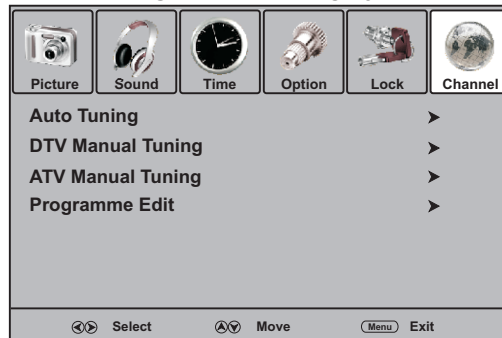 Picture Sound Time Option Lock Channel
Auto Tuning
DTV Manual Tuning
ATV Manual Tuning
Programme Edit
Select Move Menu Exit